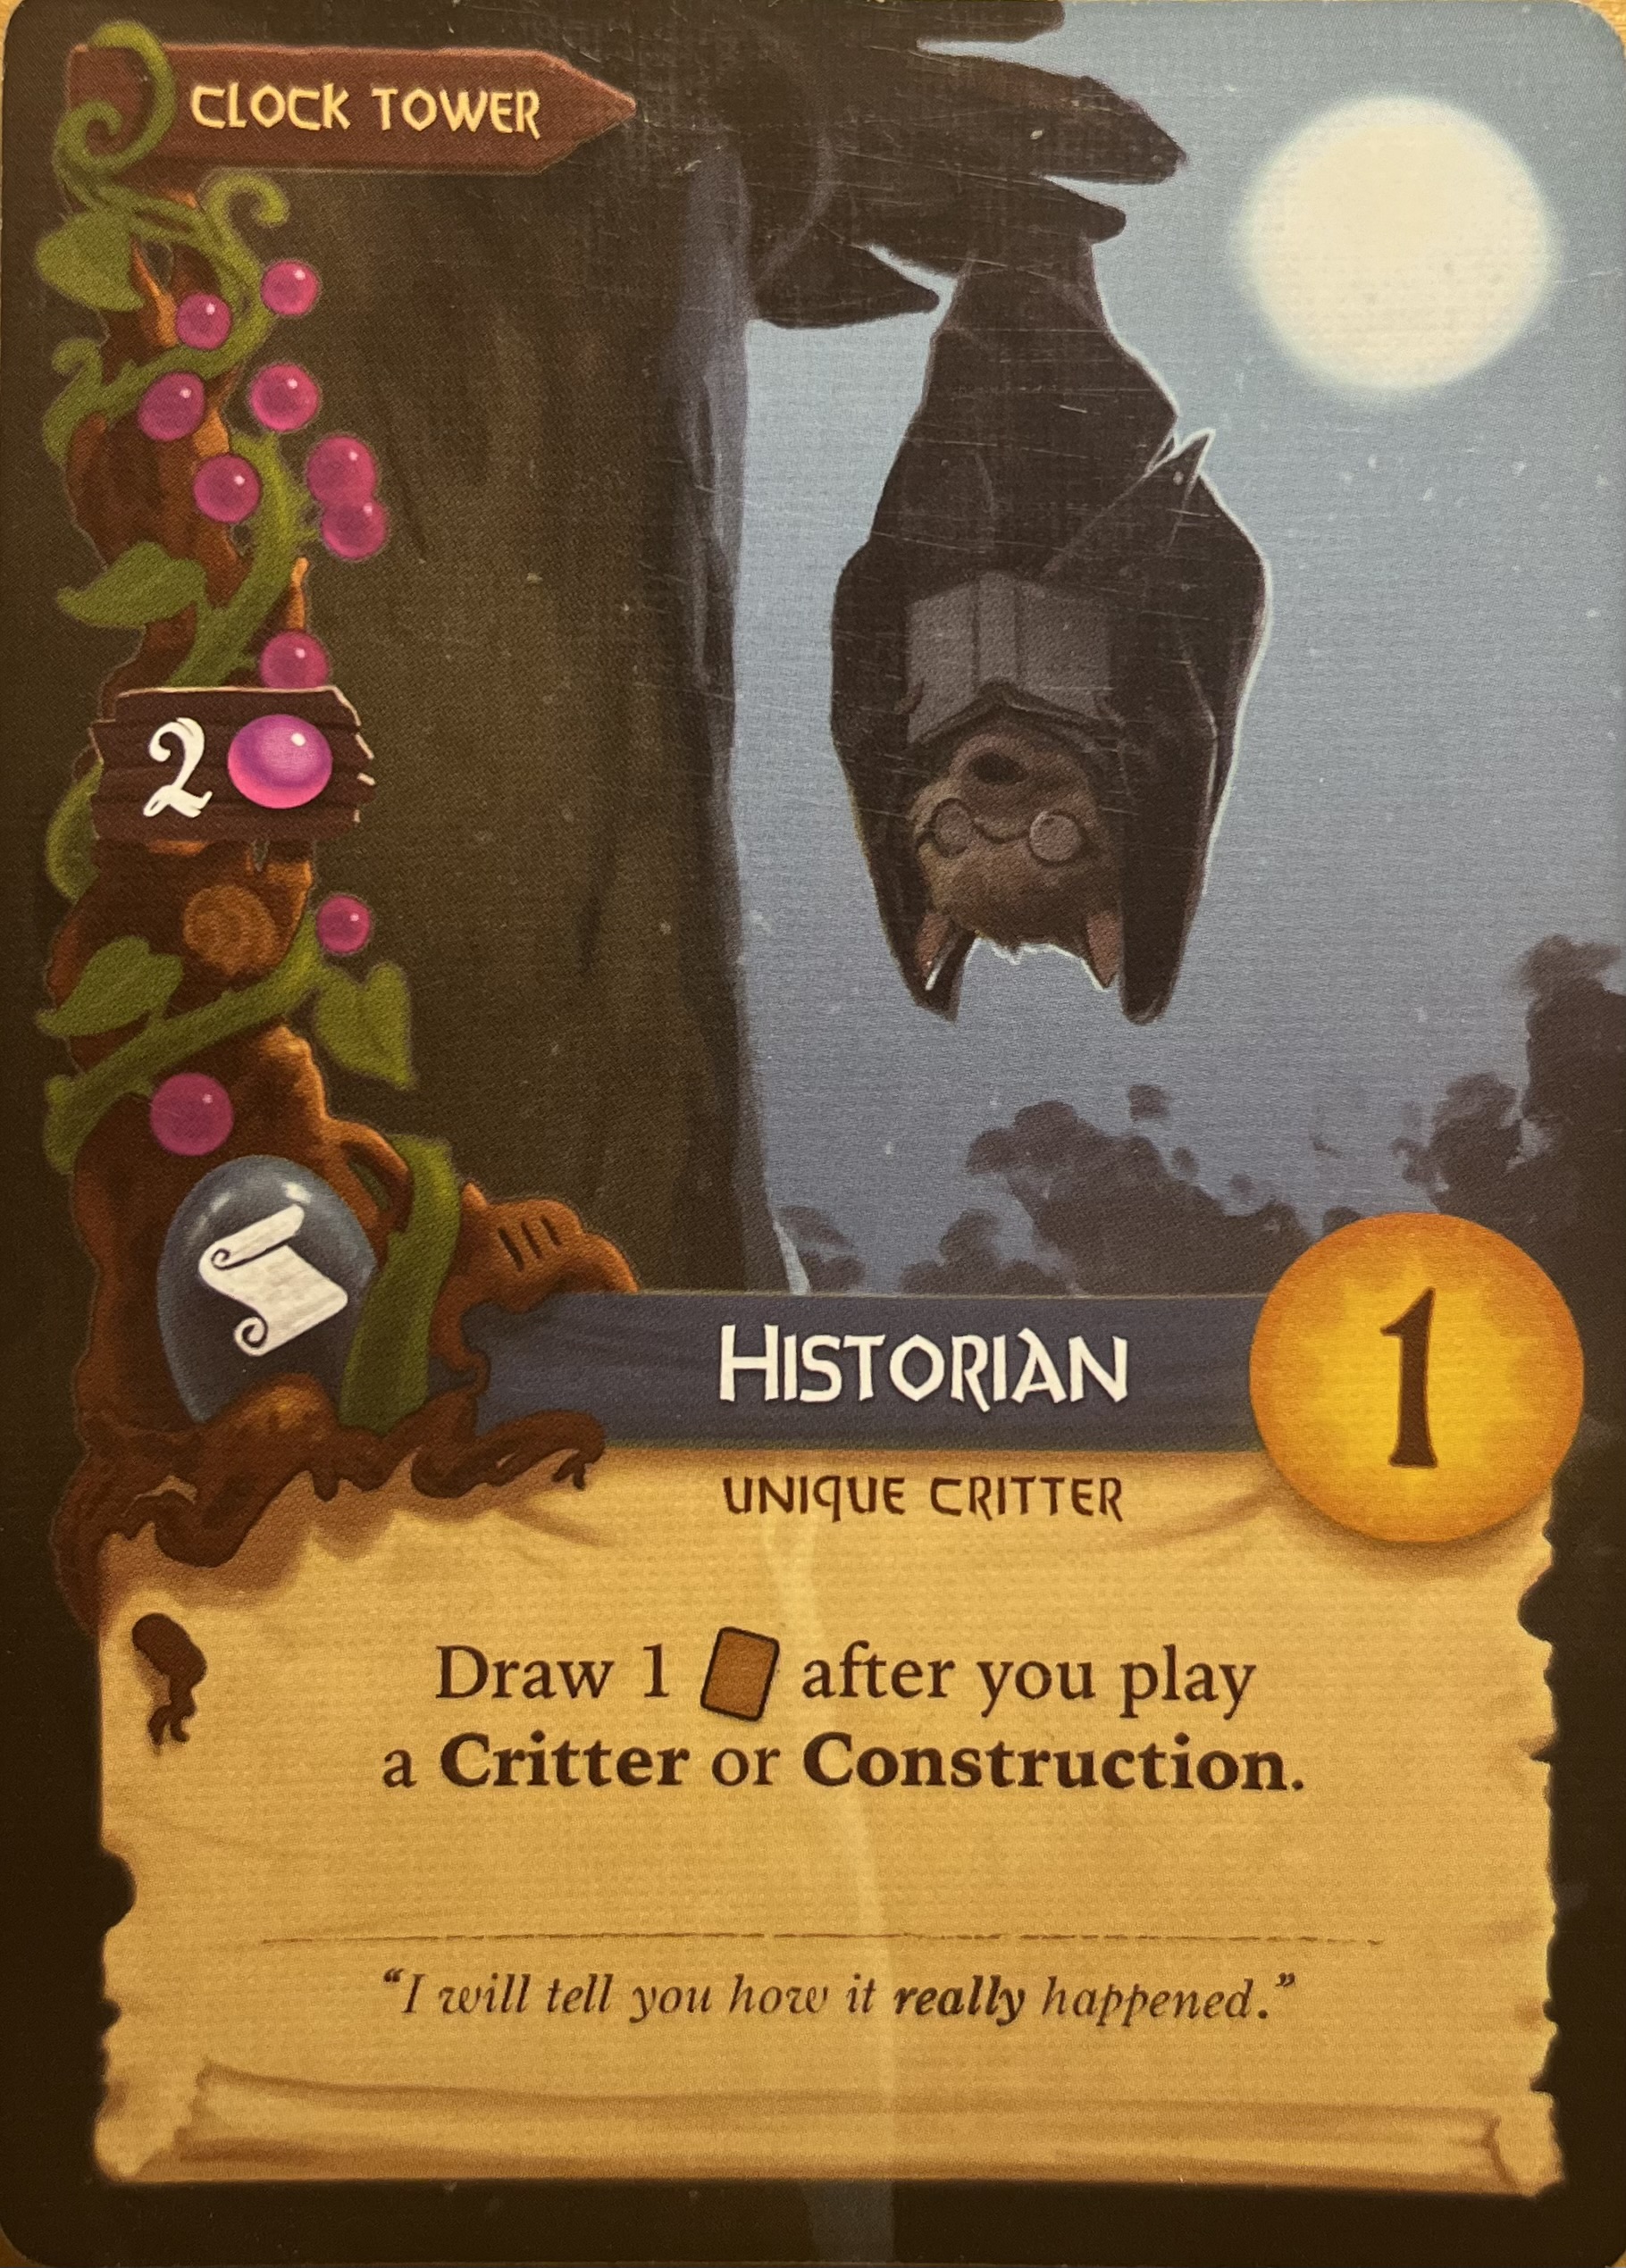 CLOCK TOWER
2
HISTORIAN
1
UNIQUE CRITTER
Draw 1 after you play
a Critter or Construction.
“I will tell you how it really happened.”